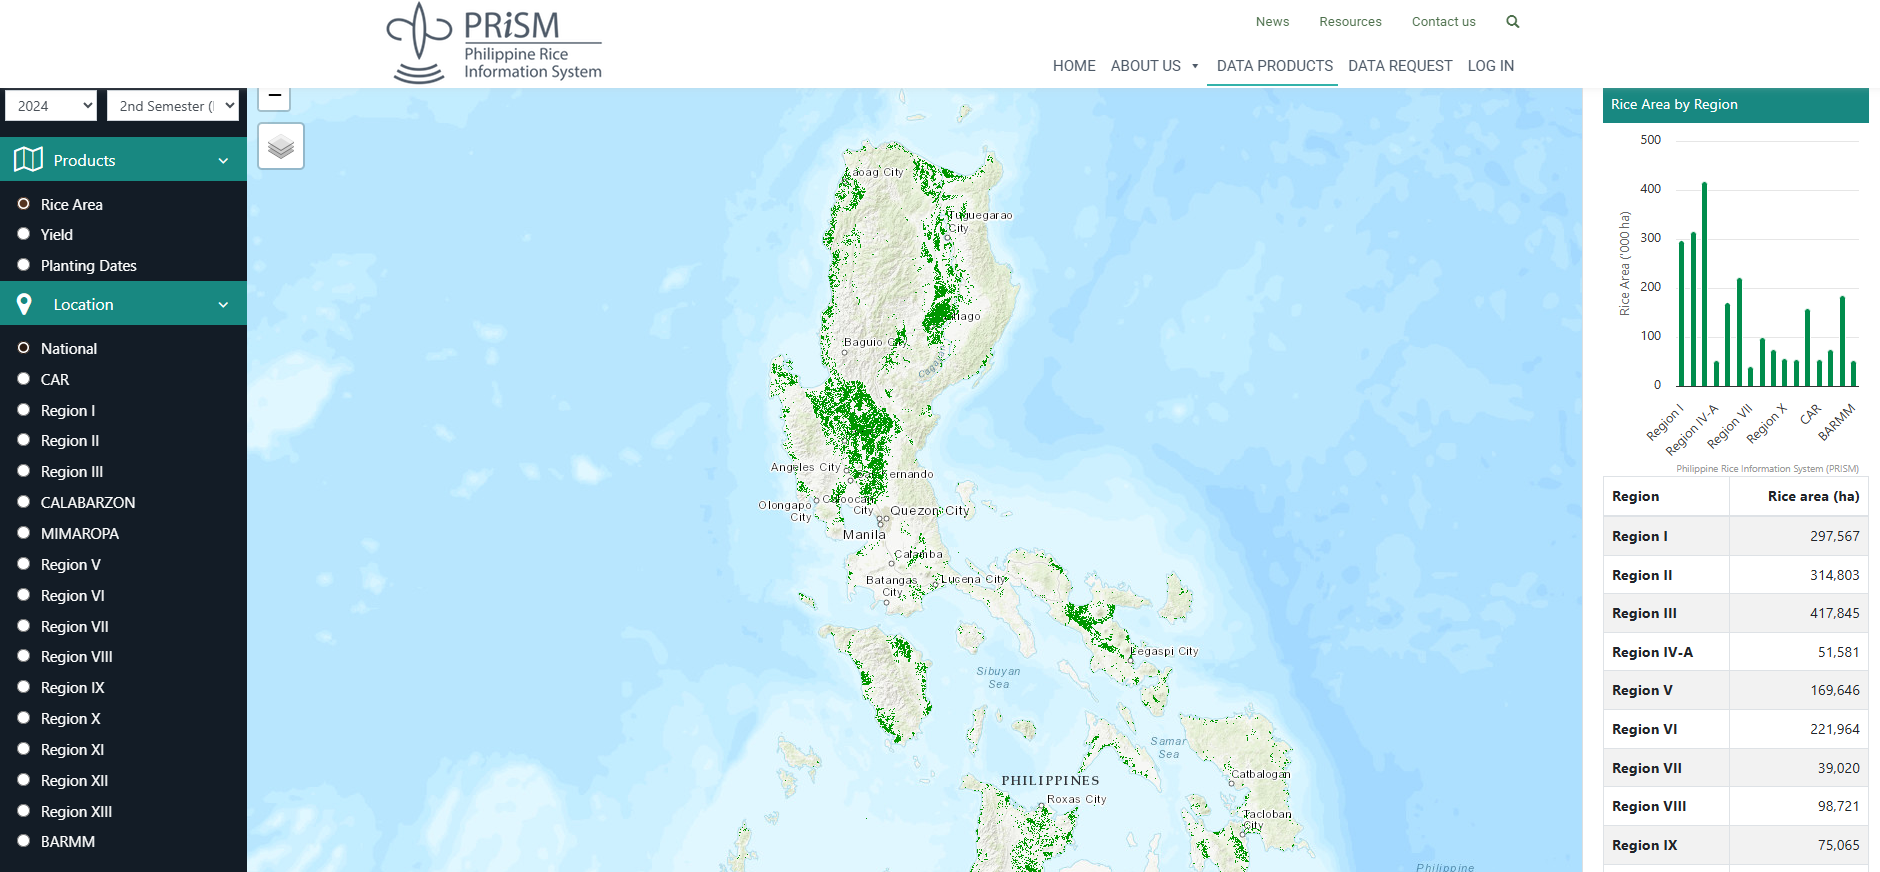 PRiSM
Philippine Rice
Information System
News
Resources
Contact us
HOME
ABOUT US
DATA PRODUCTS
DATA REQUEST
LOG IN
2024
2nd Semester (
Products
Rice Area
Yield
Planting Dates
Location
National
CAR
Region I
Region II
Region III
CALABARZON
MIMAROPA
Region V
Region VI
Region VII
Region VIII
Region IX
Region X
Region XI
Region XII
Region XIII
BARMM
−
aoag City
Tuguegarao
City
iago
Baguio City
Cagayan
Angeles City
ernando
Olongapo
City
Caloocan
City
Quezon City
Manila
Calamba
Batangas
City
Lucena City
Legaspi City
Sibuyan
Sea
Samar
Sea
Catbalogan
PHILIPPINES
Roxas City
Tacloban
City
Philippine
Rice Area by Region
500
400
300
200
100
0
Rice Area ('000 ha)
Region I
Region IV-A
Region VII
Region X
CAR
BARMM
Philippine Rice Information System (PRISM)
Region Rice area (ha)
Region I 297,567
Region II 314,803
Region III 417,845
Region IV-A 51,581
Region V 169,646
Region VI 221,964
Region VII 39,020
Region VIII 98,721
Region IX 75,065